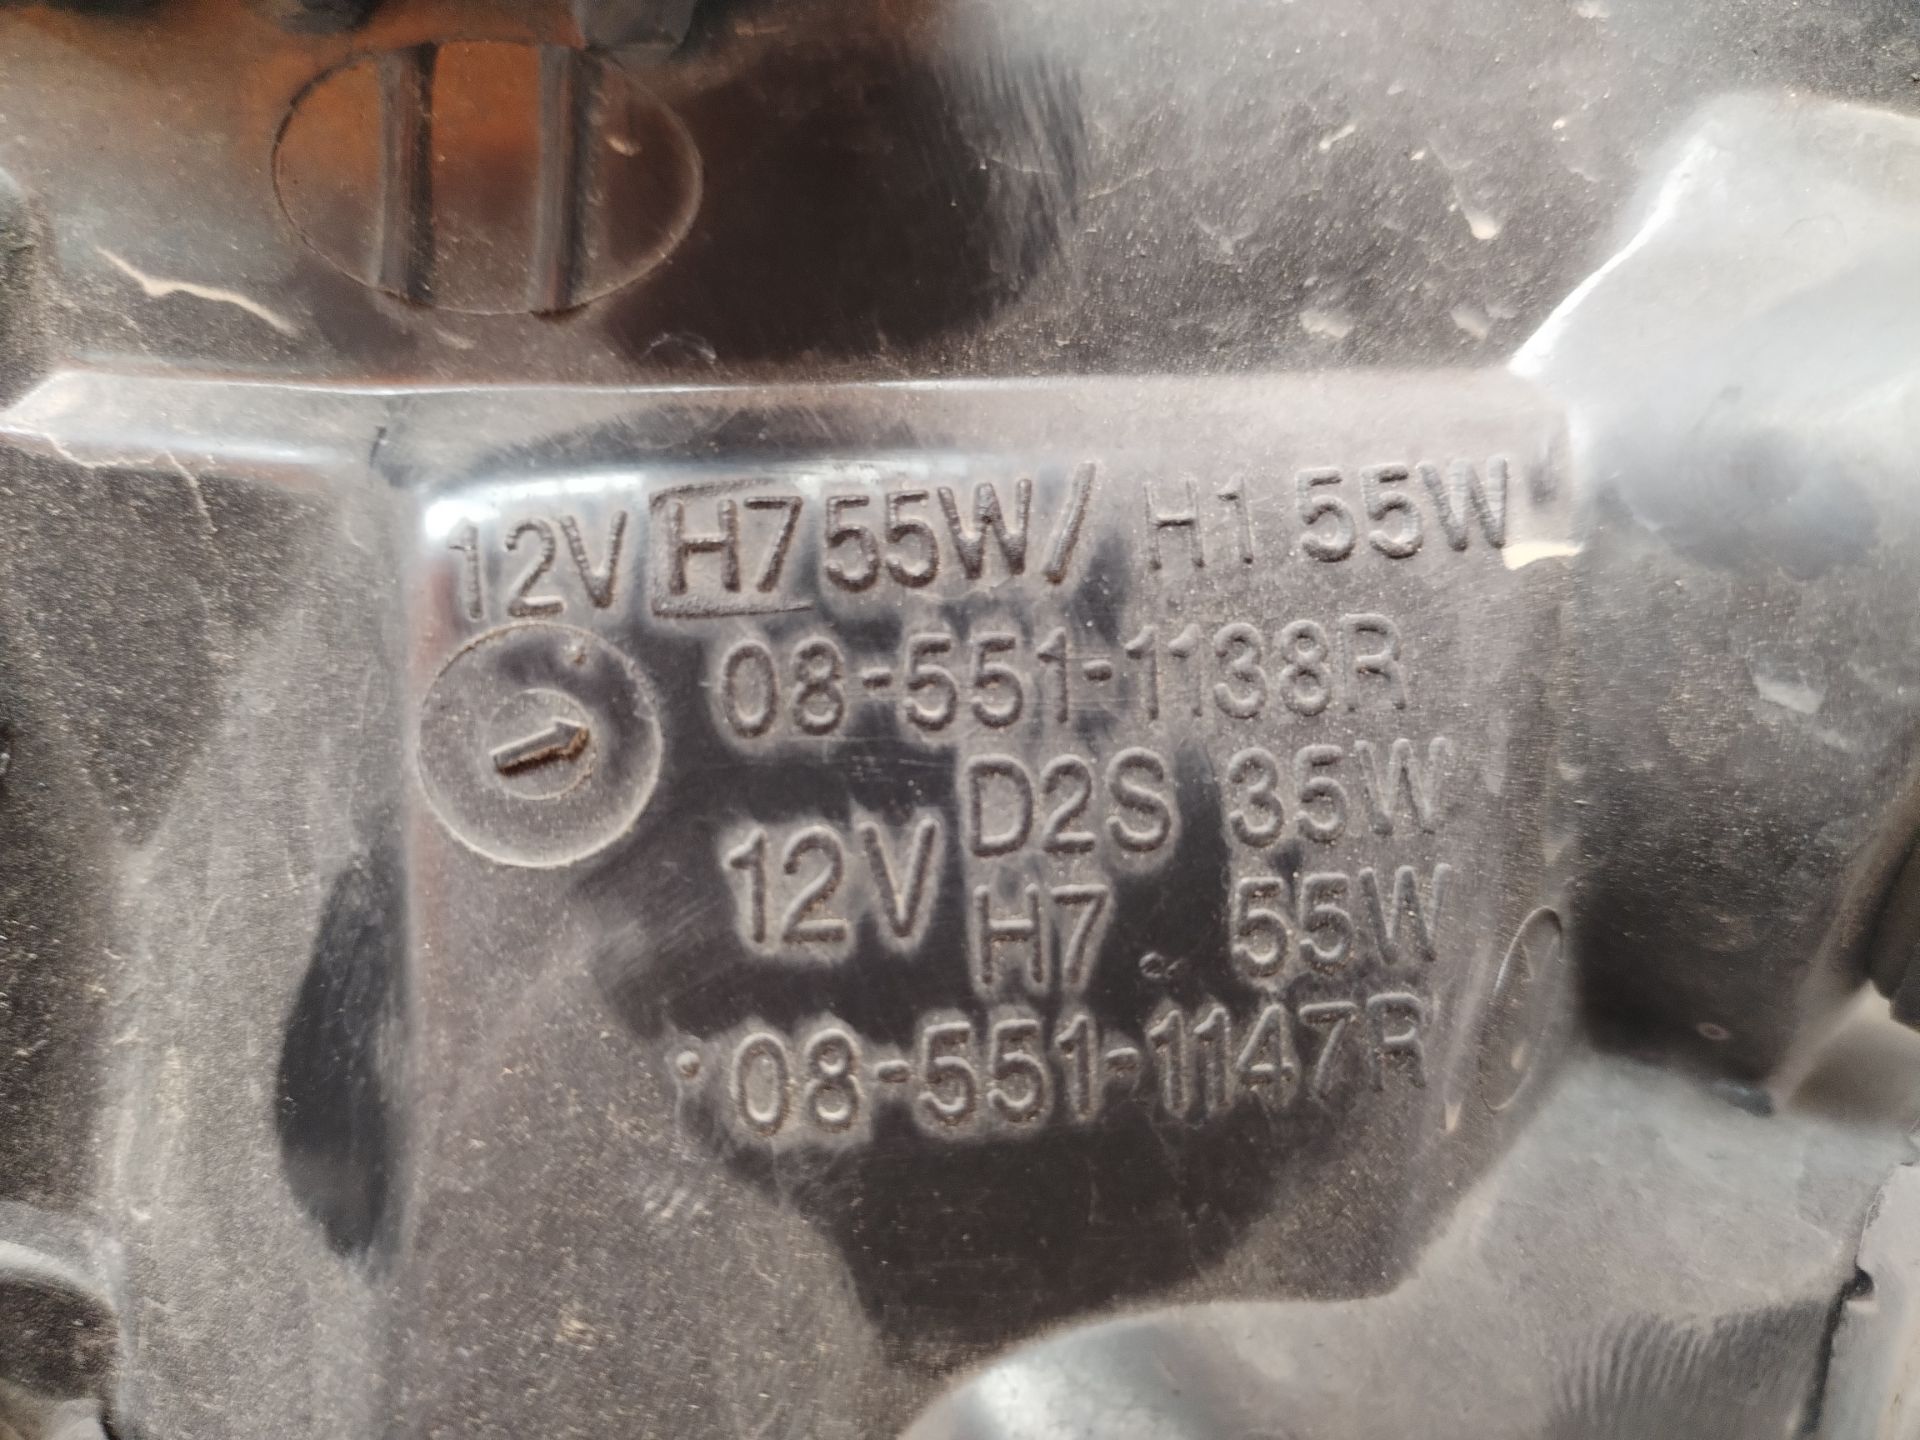 12V H7 55W / H1 55W
08-551-1138R
D2S 35W
12V
H7 55W
08-551-1147R